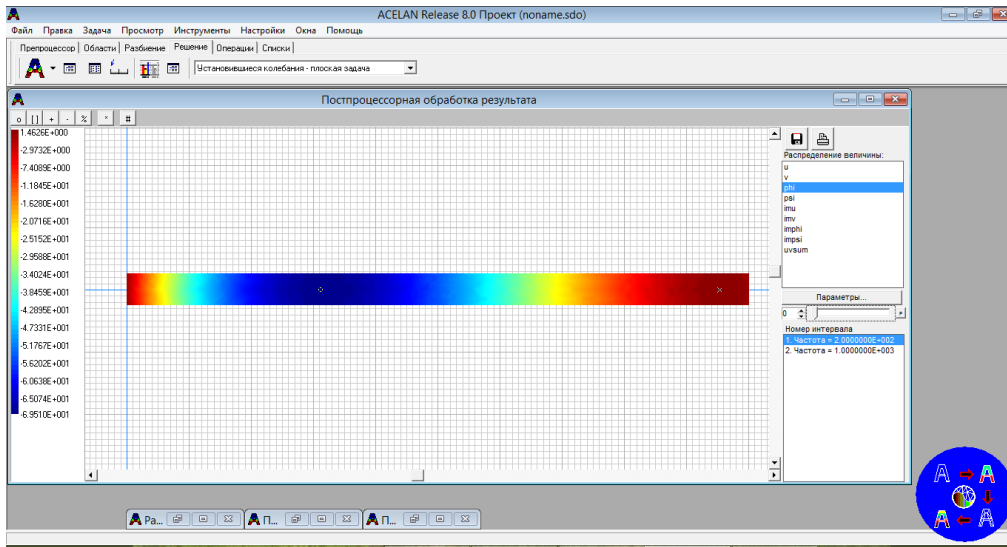 ACELAN Release 8.0 Проект (noname.sdo)
Файл Правка Задача Просмотр Инструменты Настройки Окна Помощь
Препроцессор Области Разбиение Решение Операции Списки
Установившиеся колебания - плоская задача
Постпроцессорная обработка результата
o [] + - % * #
1.4626E+000
-2.9732E+000
-7.4089E+000
-1.1845E+001
-1.6280E+001
-2.0716E+001
-2.5152E+001
-2.9588E+001
-3.4024E+001
-3.8459E+001
-4.2895E+001
-4.7331E+001
-5.1767E+001
-5.6202E+001
-6.0638E+001
-6.5074E+001
-6.9510E+001
Распределение величины:
u
v
phi
psi
imu
imv
imphi
impsi
uvsum
Параметры...
0
Номер интервала
1. Частота = 2.0000000E+002
2. Частота = 1.0000000E+003
Ра... П... П...